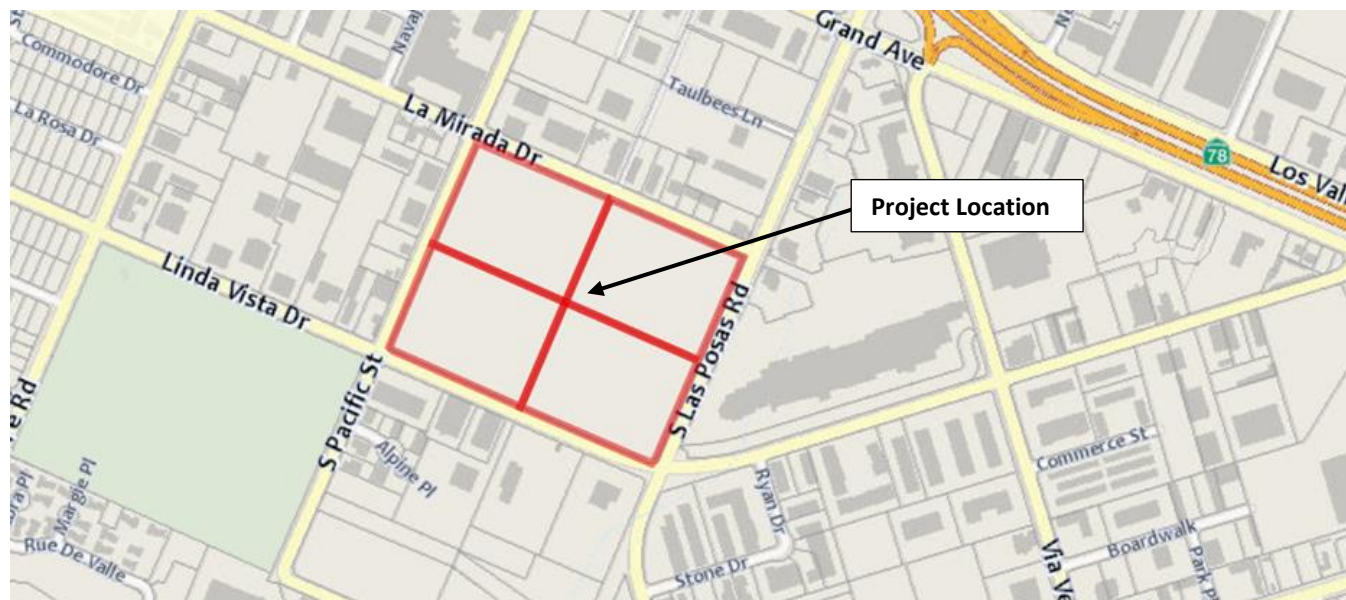 Grand Ave
Commodore Dr
La Rosa Dr
La Mirada Dr
Taulbees Ln
78
Project Location
Linda Vista Dr
S Las Posas Rd
S Pacific St
Alpine Pl
Margie Pl
Rue De Valle
Ryan Dr
Stone Dr
Commerce St
Boardwalk